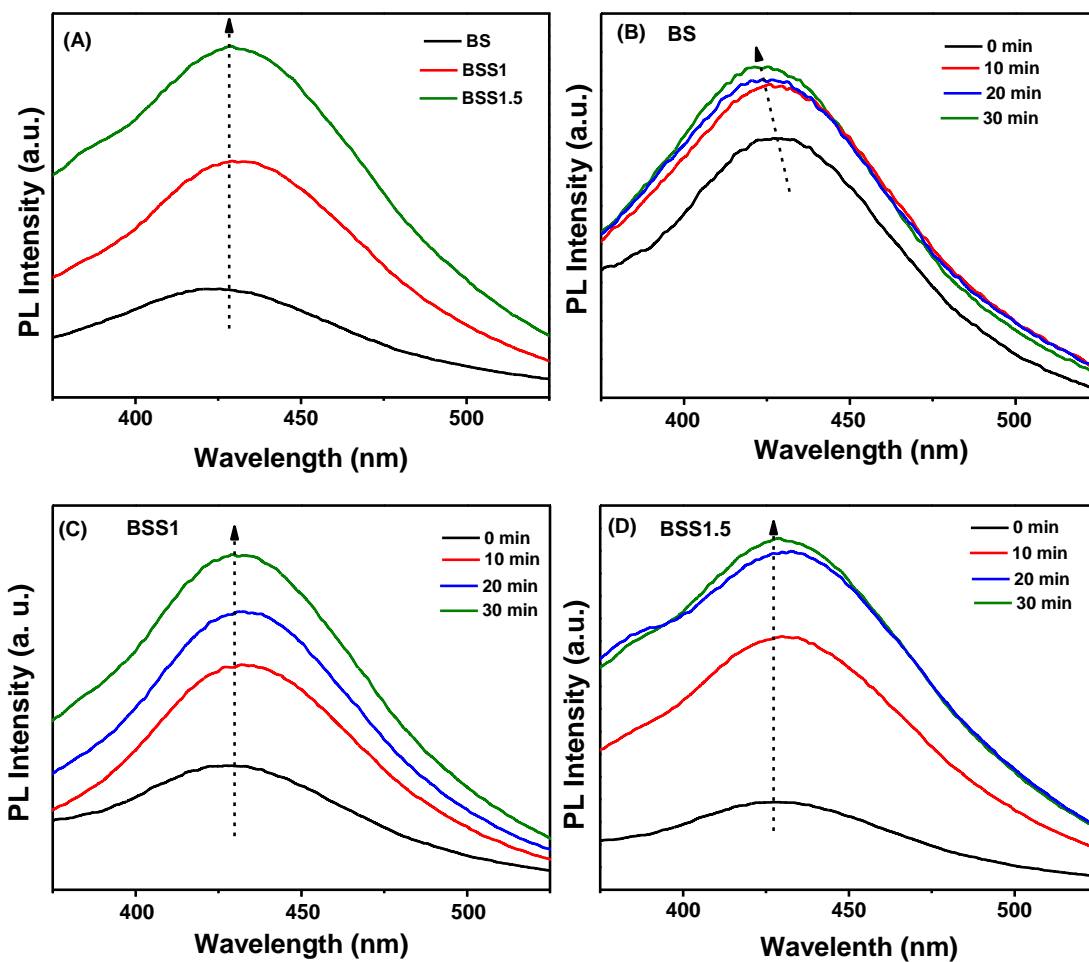 (A)
BS
BSS1
BSS1.5
PL Intensity (a.u.)
400
450
500
Wavelength (nm)
(B)
BS
0 min
10 min
20 min
30 min
PL Intensity (a.u.)
400
450
500
Wavelength (nm)
(C)
BSS1
0 min
10 min
20 min
30 min
PL Intensity (a. u.)
400
450
500
Wavelength (nm)
(D)
BSS1.5
0 min
10 min
20 min
30 min
PL Intensity (a.u.)
400
450
500
Wavelenth (nm)